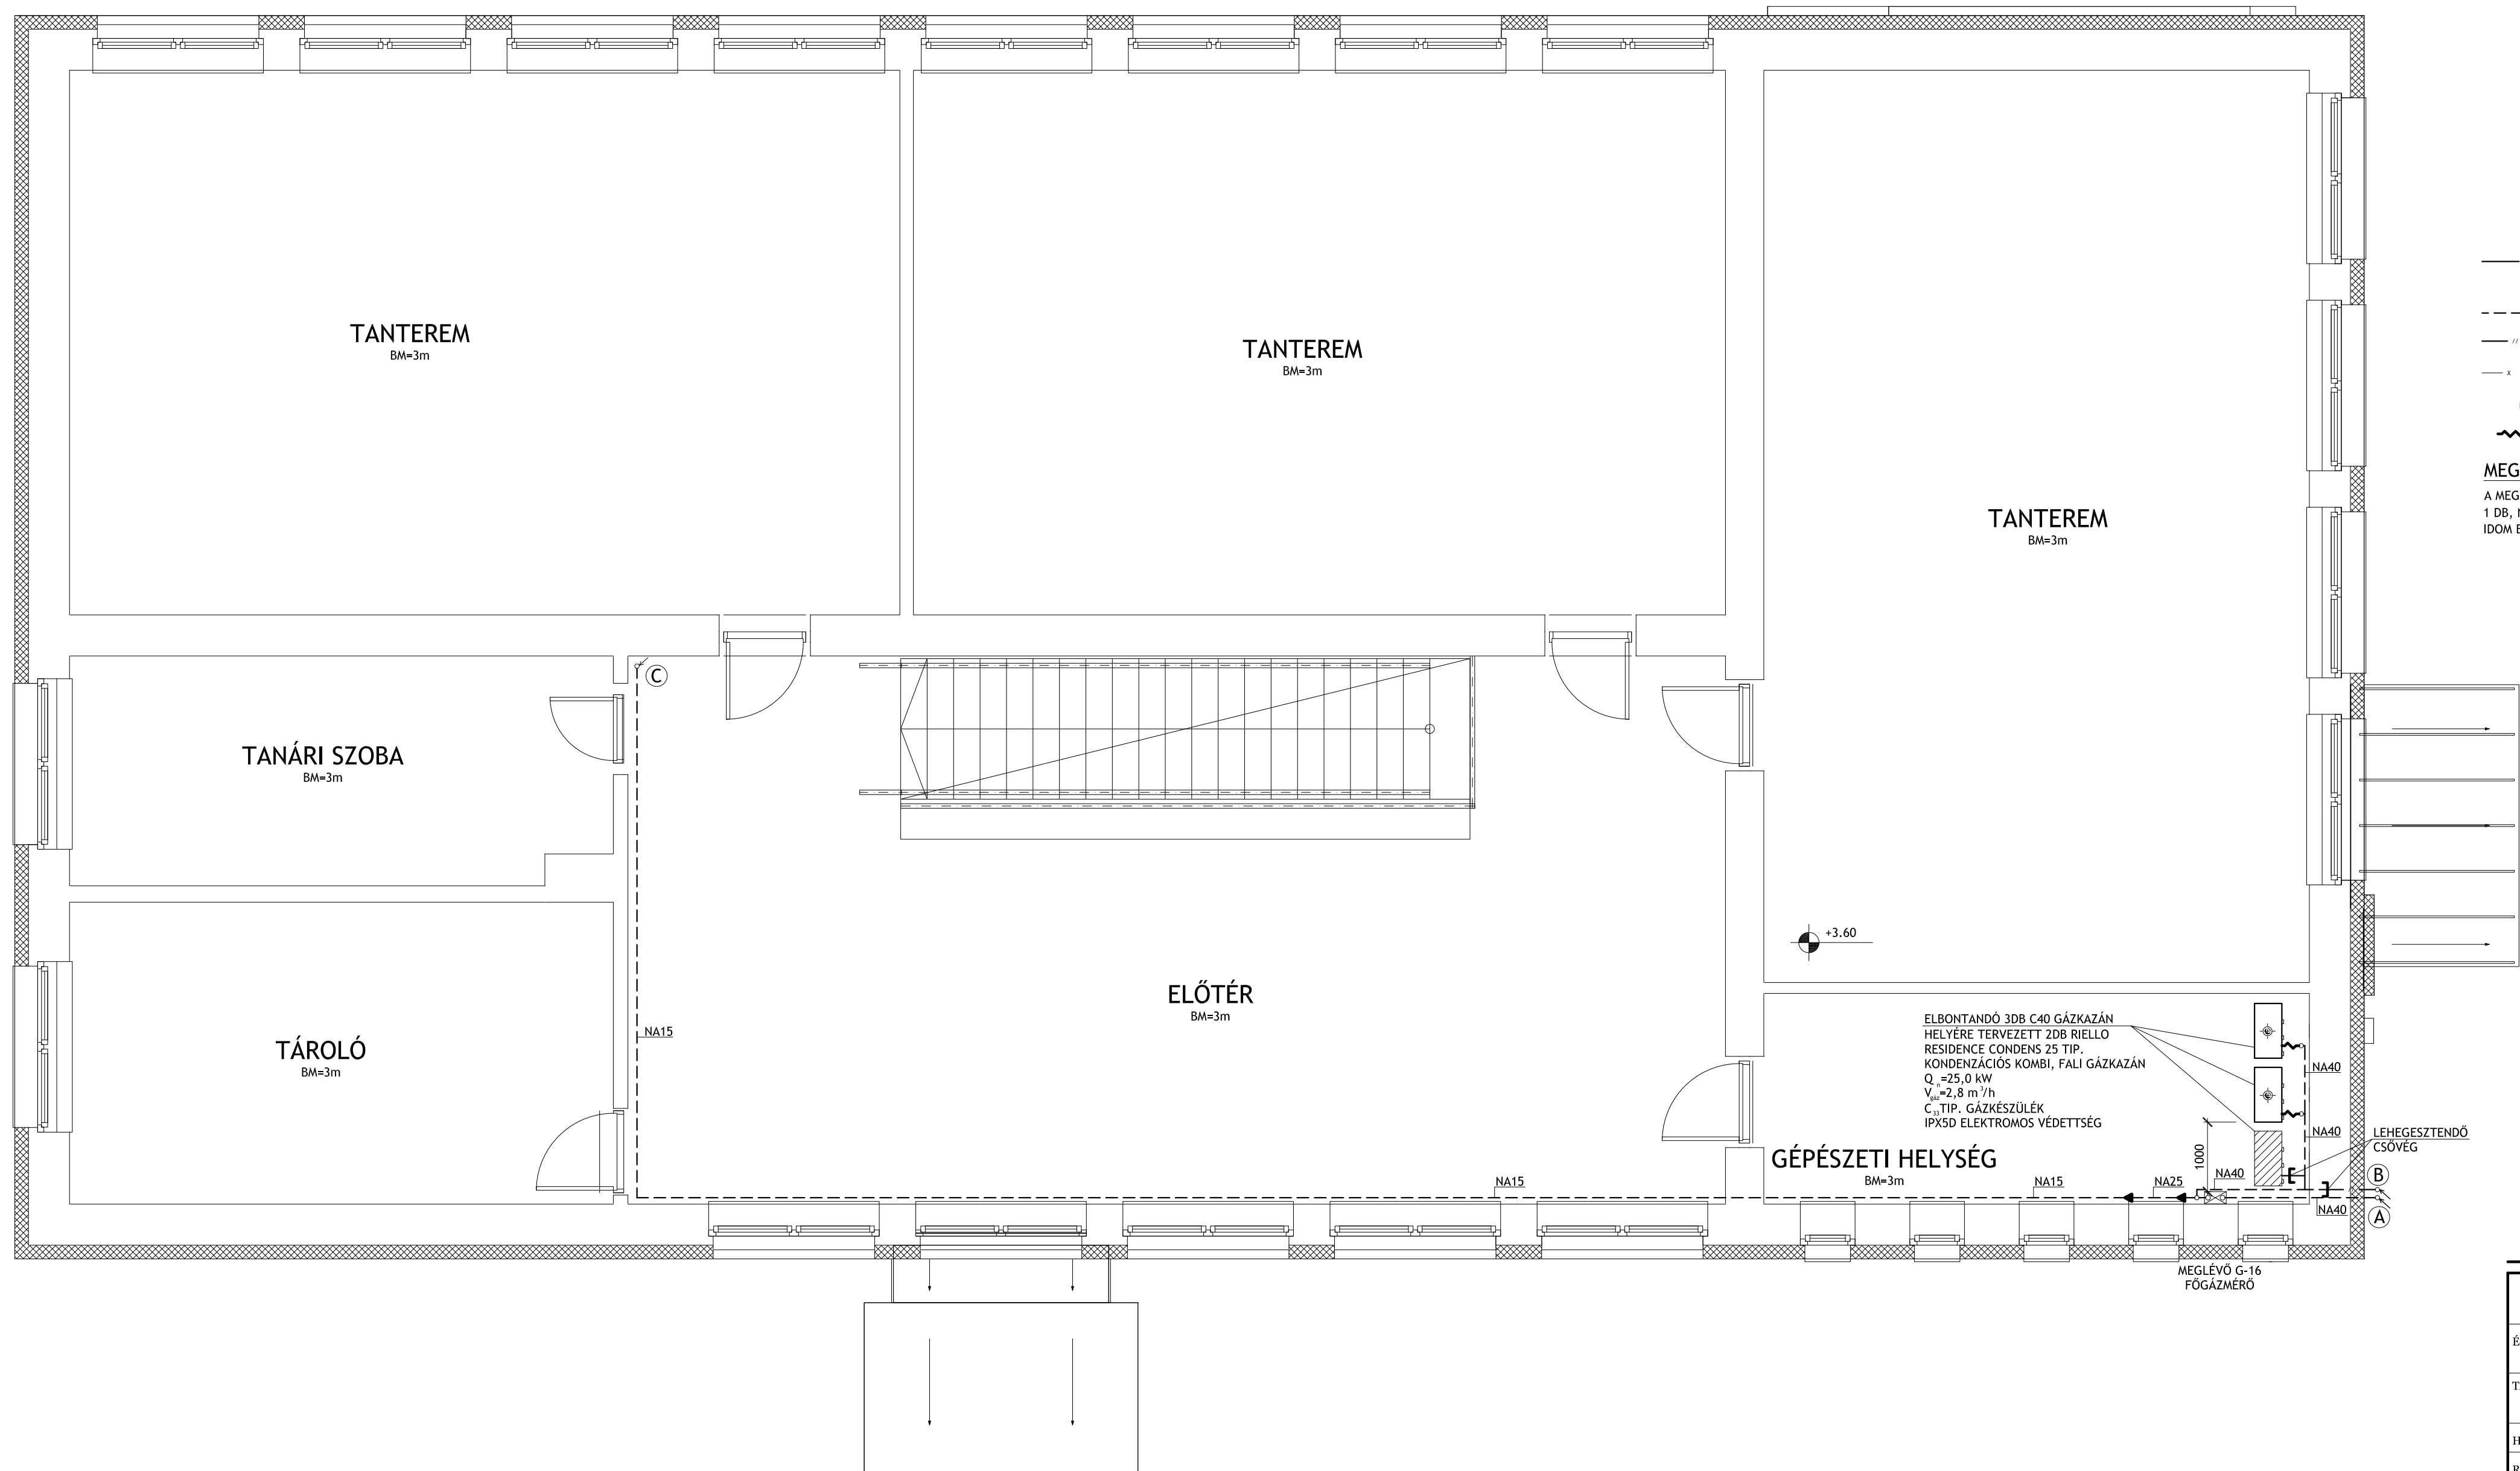 TANTEREM
BM=3m
TANTEREM
BM=3m
TANTEREM
BM=3m
MEG
A MEG
1 DB,
IDOM
C
TANÁRI SZOBA
BM=3m
+3.60
ELŐTÉR
BM=3m
NA15
TÁROLÓ
BM=3m
ELBONTANDÓ 3DB C40 GÁZKAZÁN
HELYÉRE TERVEZETT 2DB RIELLO
RESIDENCE CONDENS 25 TIP.
KONDENZÁCIÓS KOMBI, FALI GÁZKAZÁN
Qn=25,0 kW
Vgáz=2,8 m³/h
C33 TIP. GÁZKÉSZÜLÉK
IPX5D ELEKTROMOS VÉDETTSÉG
NA40
NA40
LEHEGESZTENDŐ
CSŐVÉG
1000
GÉPÉSZETI HELYSÉG
BM=3m
NA40
B
NA15
NA15
NA25
NA40
A
MEGLÉVŐ G-16
FŐGÁZMÉRŐ